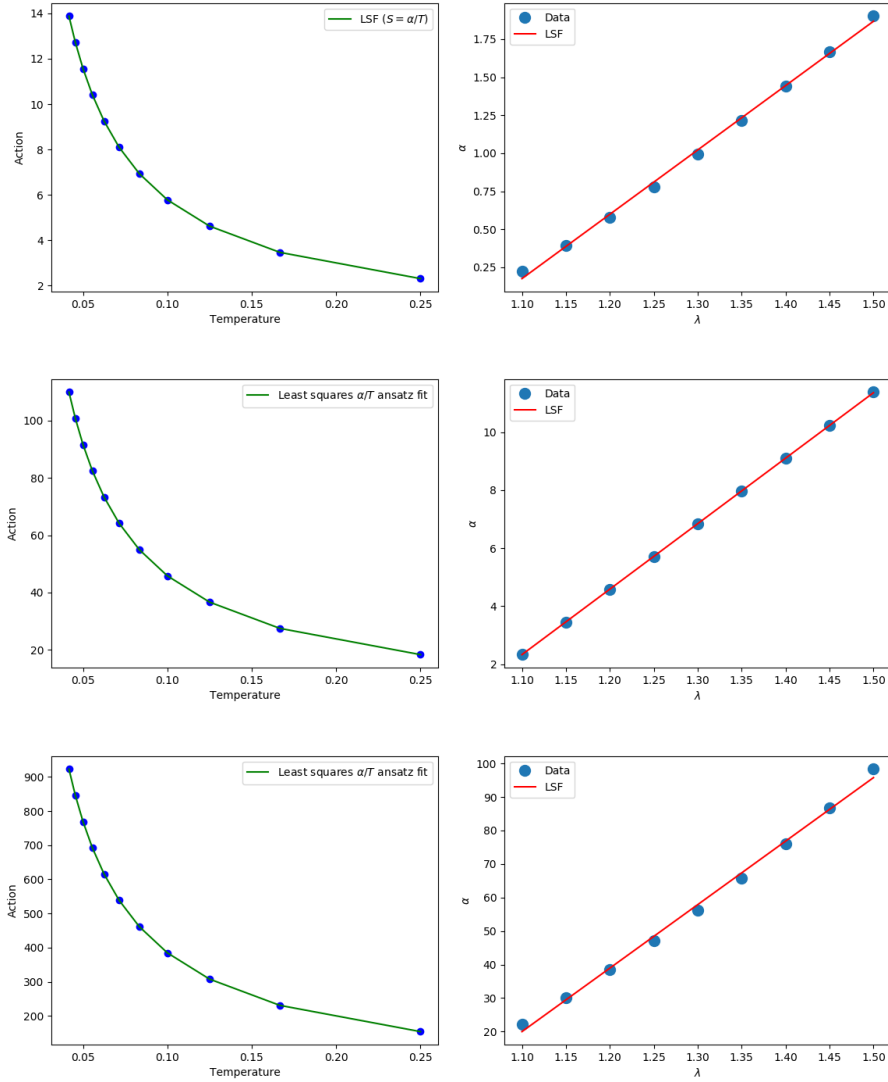 14
12
10
8
6
4
2
Action
0.05 0.10 0.15 0.20 0.25
Temperature
LSF (S = α/T)
1.75
1.50
1.25
1.00
0.75
0.50
0.25
α
1.10 1.15 1.20 1.25 1.30 1.35 1.40 1.45 1.50
λ
Data
LSF
100
80
60
40
20
Action
0.05 0.10 0.15 0.20 0.25
Temperature
Least squares α/T ansatz fit
10
8
6
4
2
α
1.10 1.15 1.20 1.25 1.30 1.35 1.40 1.45 1.50
λ
Data
LSF
900
800
700
600
500
400
300
200
Action
0.05 0.10 0.15 0.20 0.25
Temperature
Least squares α/T ansatz fit
100
90
80
70
60
50
40
30
20
α
1.10 1.15 1.20 1.25 1.30 1.35 1.40 1.45 1.50
λ
Data
LSF